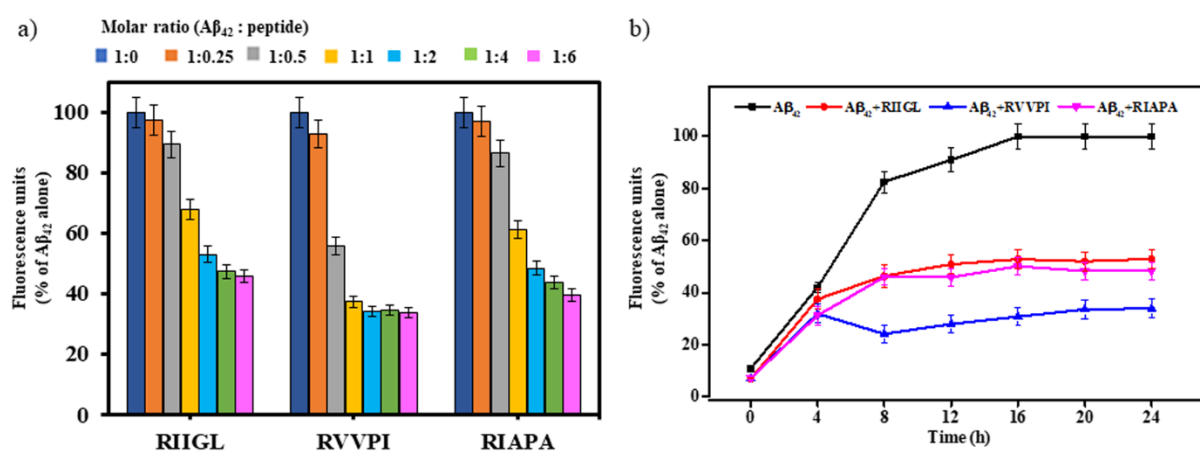 a)
Molar ratio (Aβ42 : peptide)
1:0 1:0.25 1:0.5 1:1 1:2 1:4 1:6
Fluorescence units
(% of Aβ42 alone)
100
80
60
40
20
0
RIIGL RVVPI RIAPA
b)
Aβ42 Aβ42+RIIGL Aβ42+RVVPI Aβ42+RIAPA
Fluorescence units
(% of Aβ42 alone)
100
80
60
40
20
0
0 4 8 12 16 20 24
Time (h)